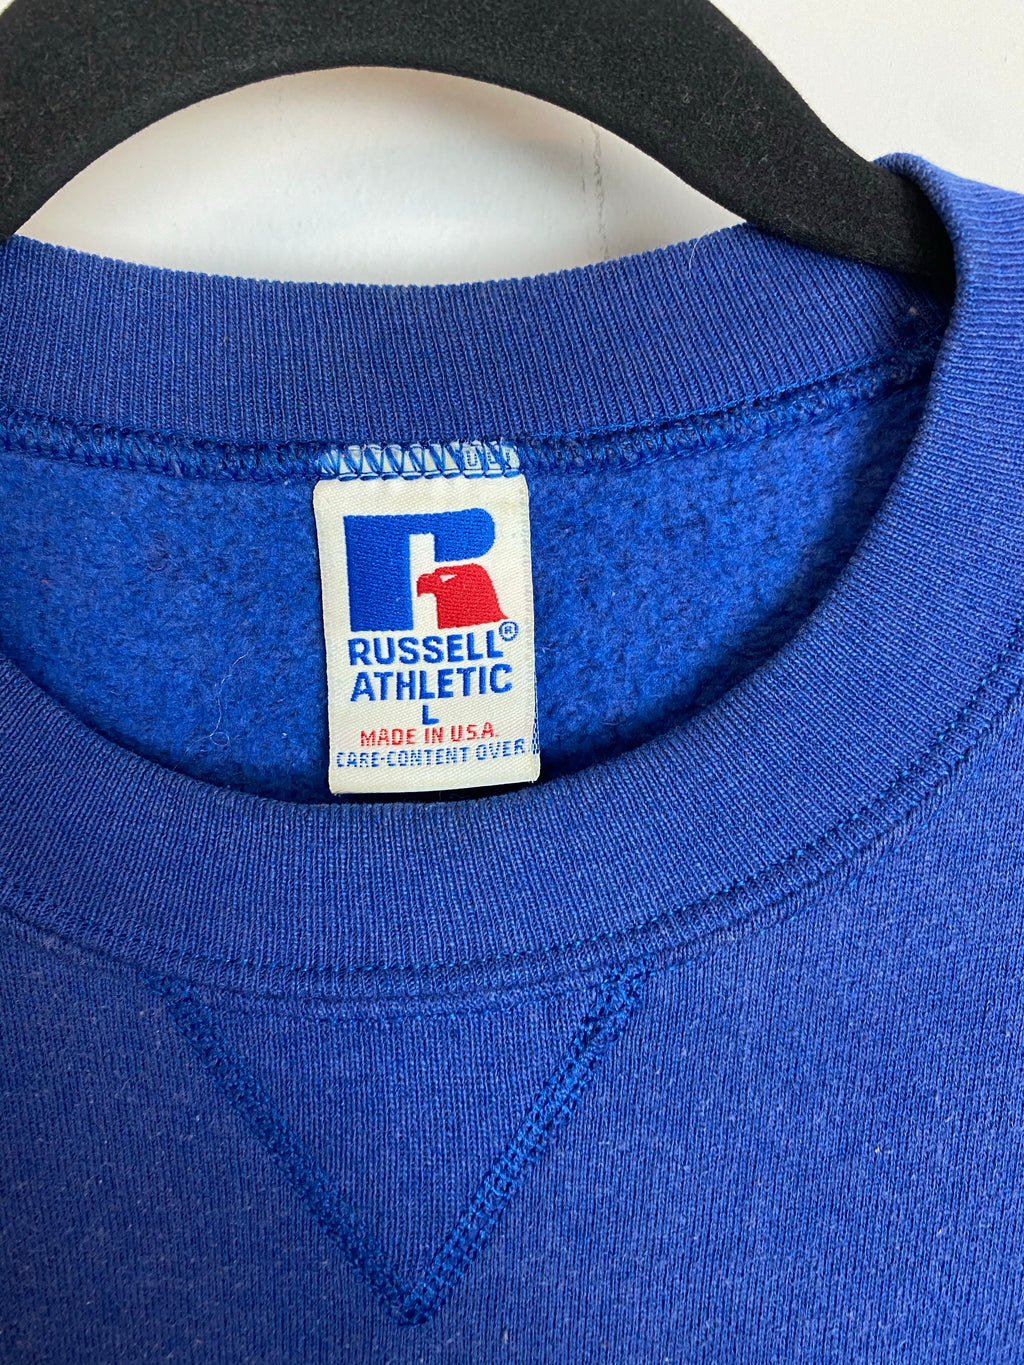 RUSSELL®
ATHLETIC
L
MADE IN U.S.A.
CARE-CONTENT OVER